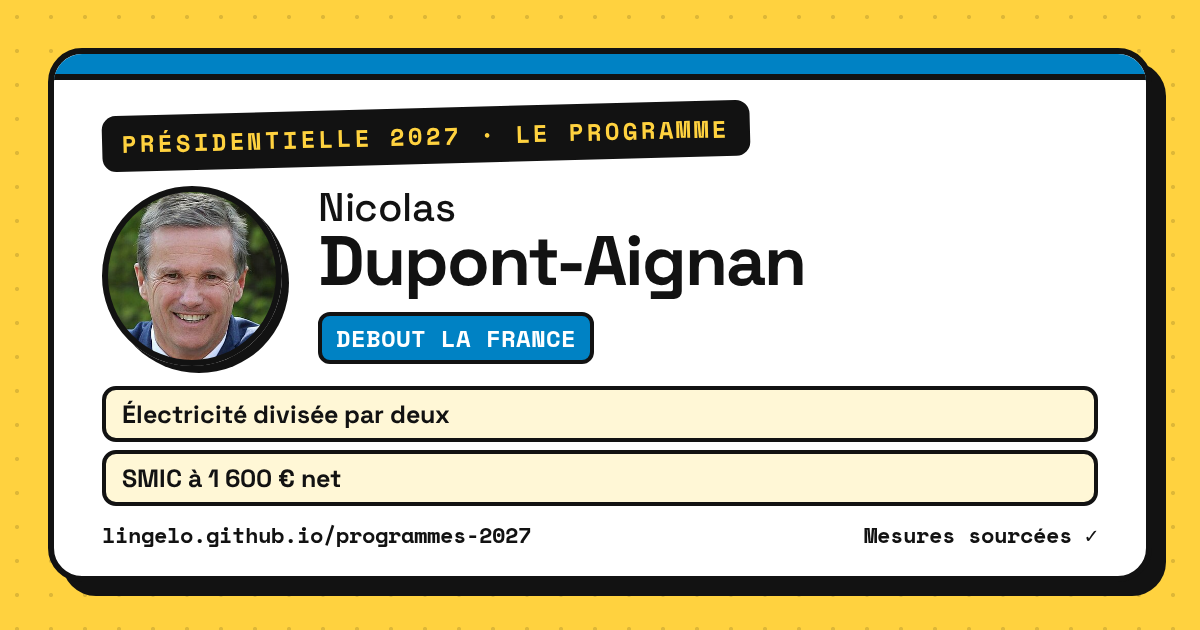 PRÉSIDENTIELLE 2027 · LE PROGRAMME
Nicolas
Dupont-Aignan
DEBOUT LA FRANCE
Électricité divisée par deux
SMIC à 1 600 € net
lingelo.github.io/programmes-2027
Mesures sourcées ✓